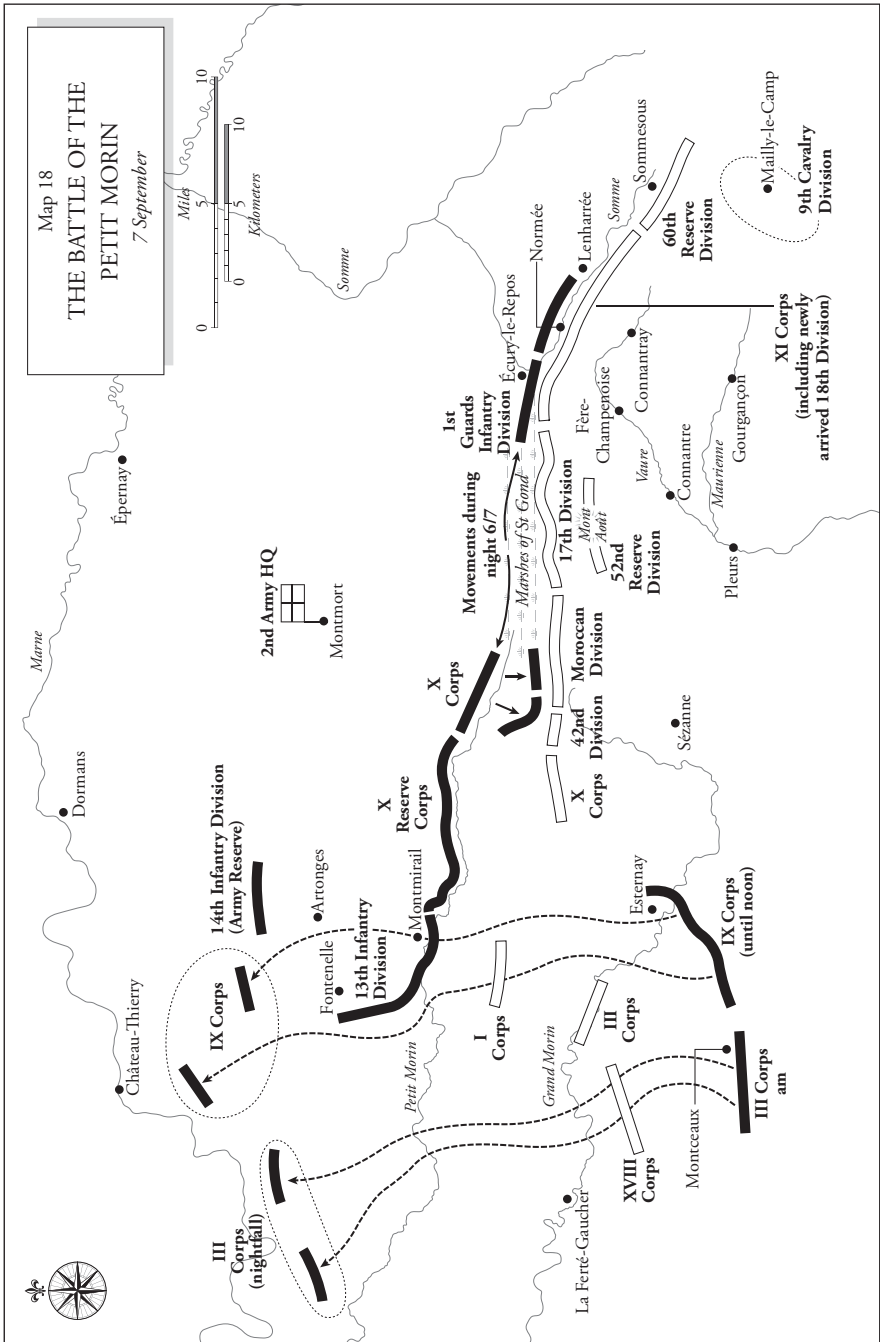 Map 18
THE BATTLE OF THE
PETIT MORIN
7 September
Miles
0
5
10
0
5
10
Kilometers
Marne
Château-Thierry
Dormans
Épernay
Somme
III
Corps
(nightfall)
IX Corps
14th Infantry Division
(Army Reserve)
Artonges
Fontenelle
13th Infantry
Division
Montmirail
2nd Army HQ
Montmort
X
Reserve
Corps
X
Corps
Movements during
night 6/7
Marshes of St Gond
1st
Guards
Infantry
Division
Écury-le-Repos
Normée
Lenharrée
Somme
Sommesous
Petit Morin
I
Corps
Grand Morin
III
Corps
XVIII
Corps
La Ferté-Gaucher
Montceaux
III Corps
am
Esternay
IX Corps
(until noon)
X
Corps
42nd
Division
Moroccan
Division
Sézanne
17th Division
Mont
Août
52nd
Reserve
Division
Fère-
Champenoise
Connantray
Vaure
Connantre
Maurienne
Gourgançon
Pleurs
60th
Reserve
Division
XI Corps
(including newly
arrived 18th Division)
Mailly-le-Camp
9th Cavalry
Division